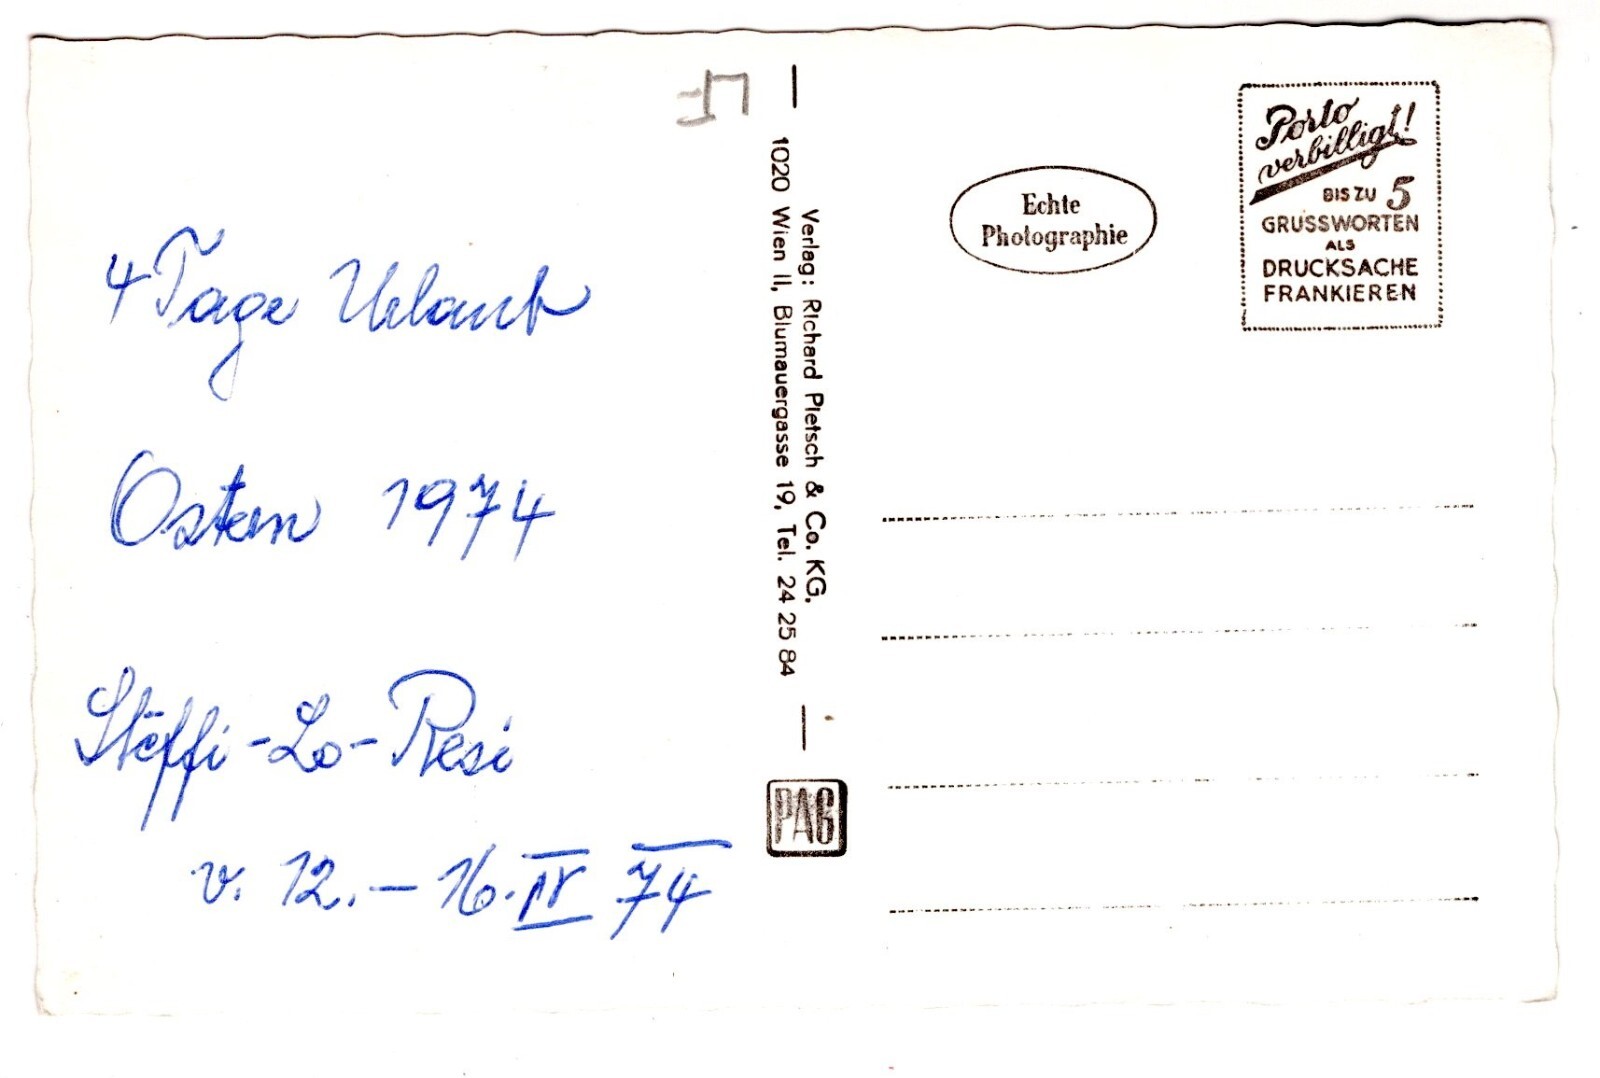 4 Tage Urlaub
Ostern 1974
Steffi - Lo - Resi
v. 12. — 16. IV 74
Verlag: Richard Pietsch & Co. KG,
1020 Wien II, Blumauergasse 19, Tel. 24 25 84
PAG
Echte
Photographie
Porto
verbilligt!
BIS ZU 5
GRUSSWORTEN
ALS
DRUCKSACHE
FRANKIEREN